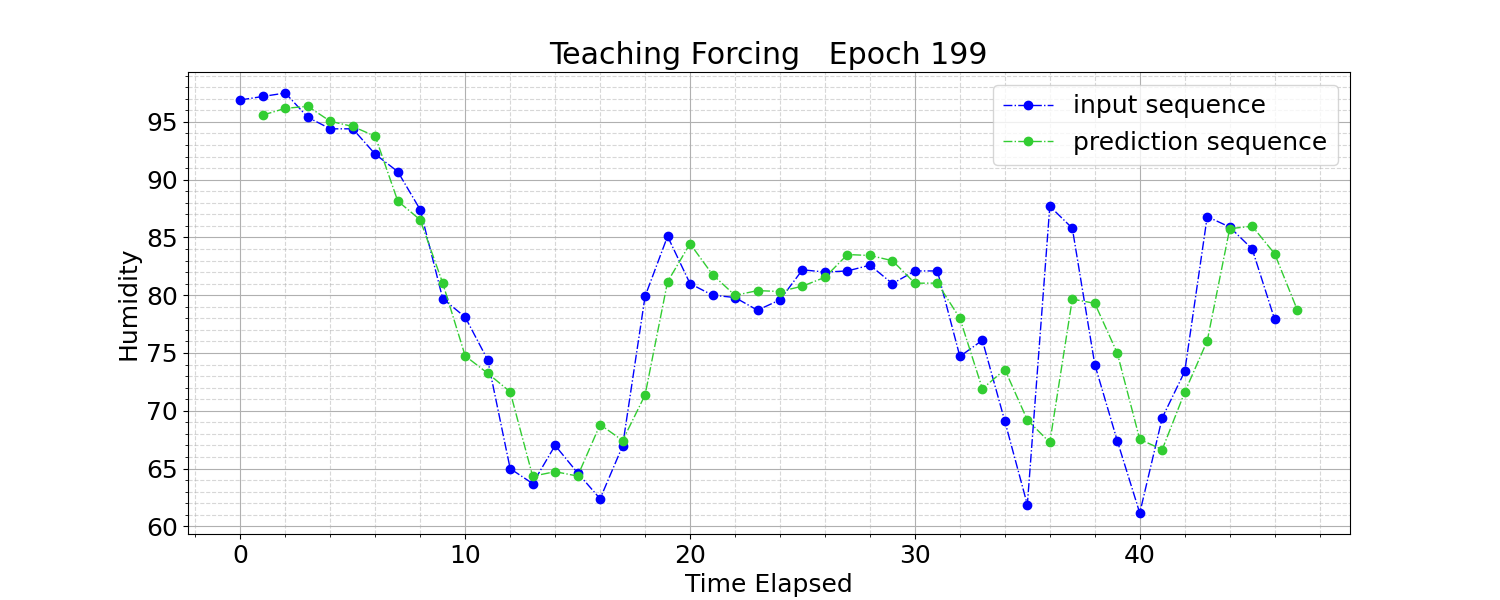 Teaching Forcing   Epoch 199
input sequence
prediction sequence
Humidity
95
90
85
80
75
70
65
60
0 10 20 30 40
Time Elapsed